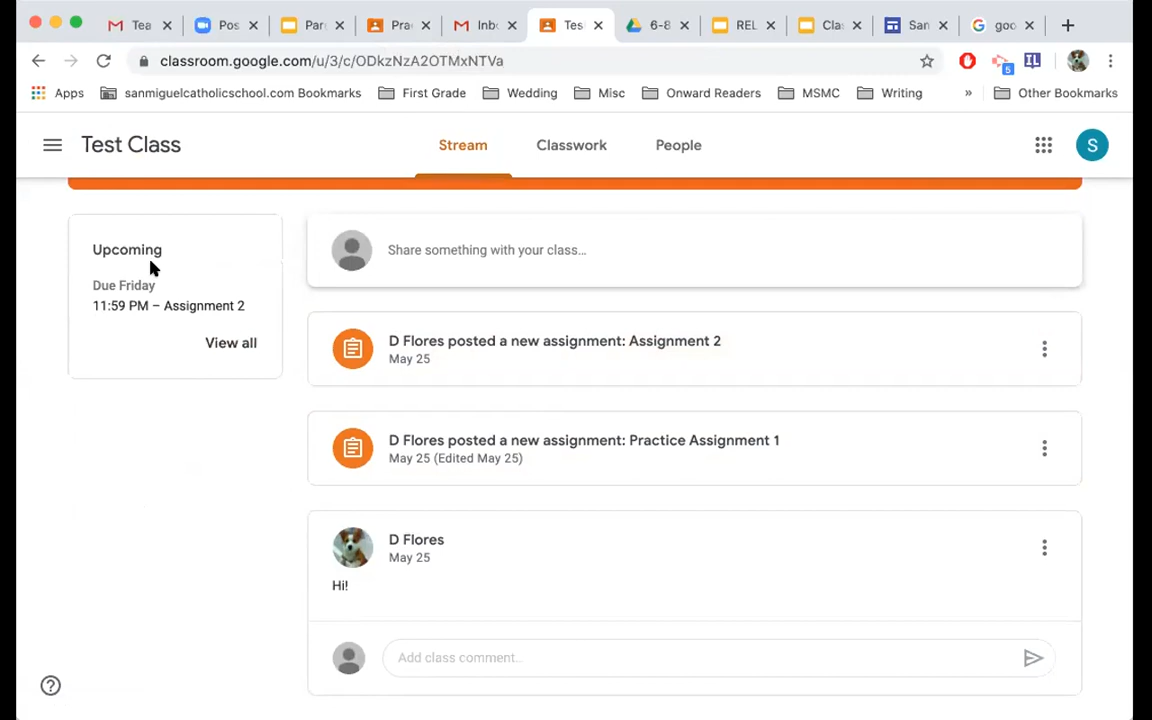 Tea
Pos
Par
Pra
Inbo
Tes
6-8
REL
Cla
San
goo
classroom.google.com/u/3/c/ODkzNzA2OTMxNTVa
5
IL
Apps
sanmiguelcatholicschool.com Bookmarks
First Grade
Wedding
Misc
Onward Readers
MSMC
Writing
»
Other Bookmarks
Test Class
Stream
Classwork
People
S
Upcoming
Due Friday
11:59 PM – Assignment 2
View all
Share something with your class...
D Flores posted a new assignment: Assignment 2
May 25
D Flores posted a new assignment: Practice Assignment 1
May 25 (Edited May 25)
D Flores
May 25
Hi!
Add class comment...